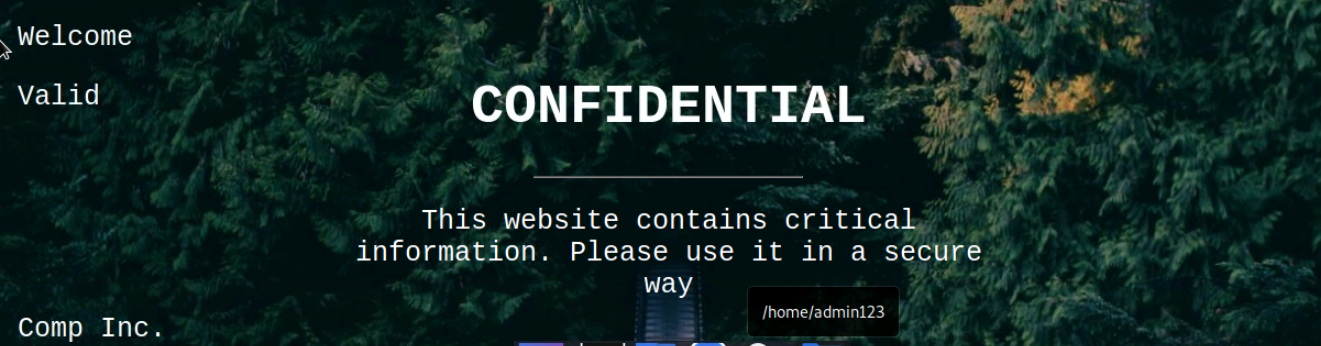 Welcome
Valid
CONFIDENTIAL
This website contains critical
information. Please use it in a secure
way
/home/admin123
Comp Inc.